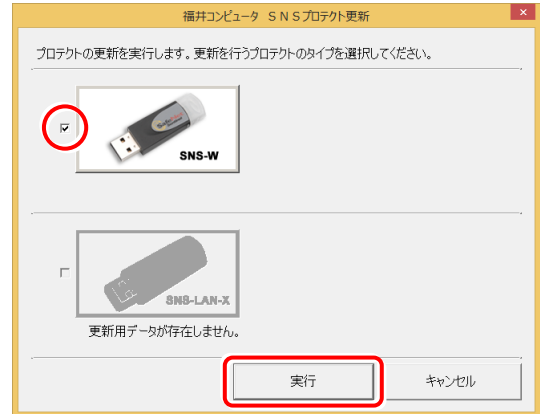 福井コンピュータ SNSプロテクト更新
プロテクトの更新を実行します。更新を行うプロテクトのタイプを選択してください。
SNS-W
SNS-LAN-X
更新用データが存在しません。
実行
キャンセル